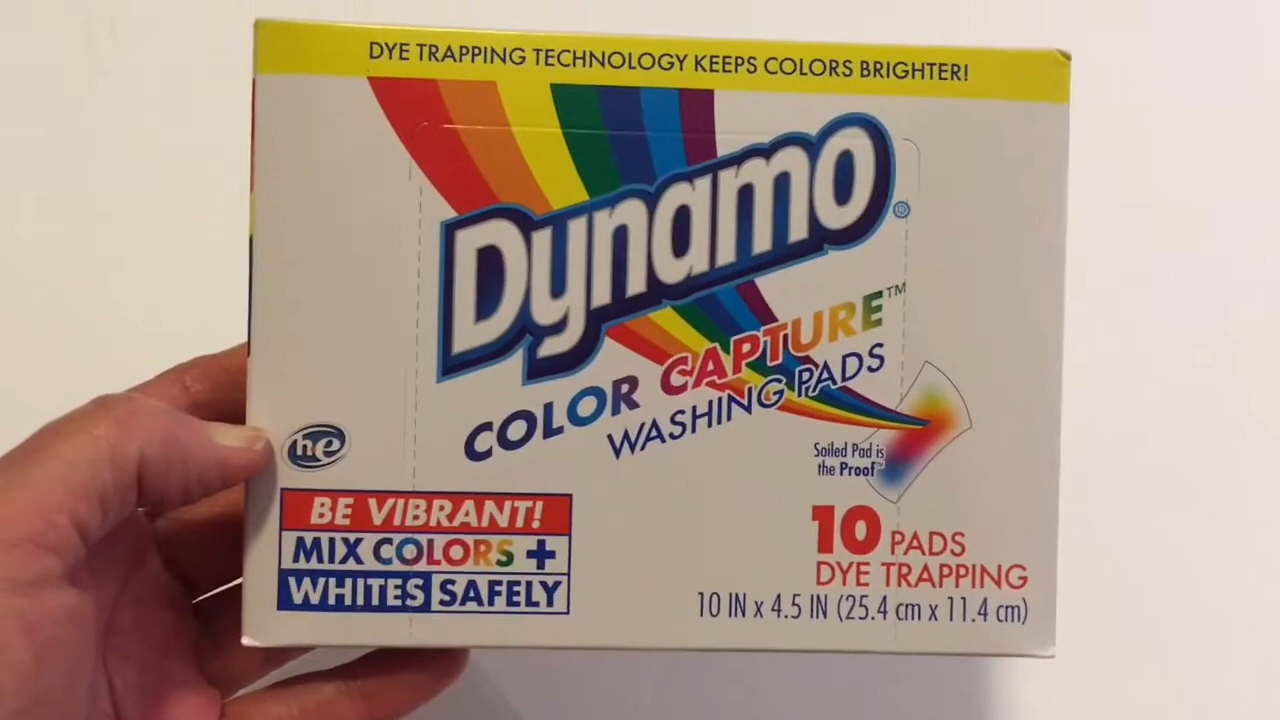 DYE TRAPPING TECHNOLOGY KEEPS COLORS BRIGHTER!
Dynamo®
COLOR CAPTURE™
WASHING PADS
Soiled Pad is
the Proof™
he
BE VIBRANT!
MIX COLORS +
WHITES SAFELY
10 PADS
DYE TRAPPING
10 IN x 4.5 IN (25.4 cm x 11.4 cm)